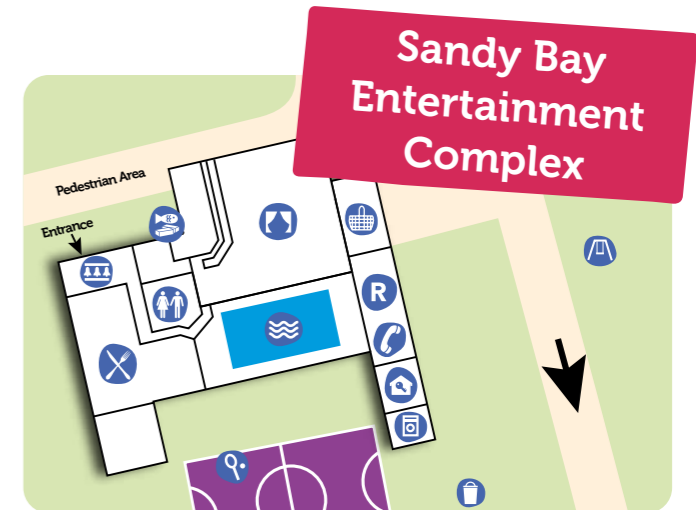 Sandy Bay
Entertainment
Complex
Pedestrian Area
Entrance
R